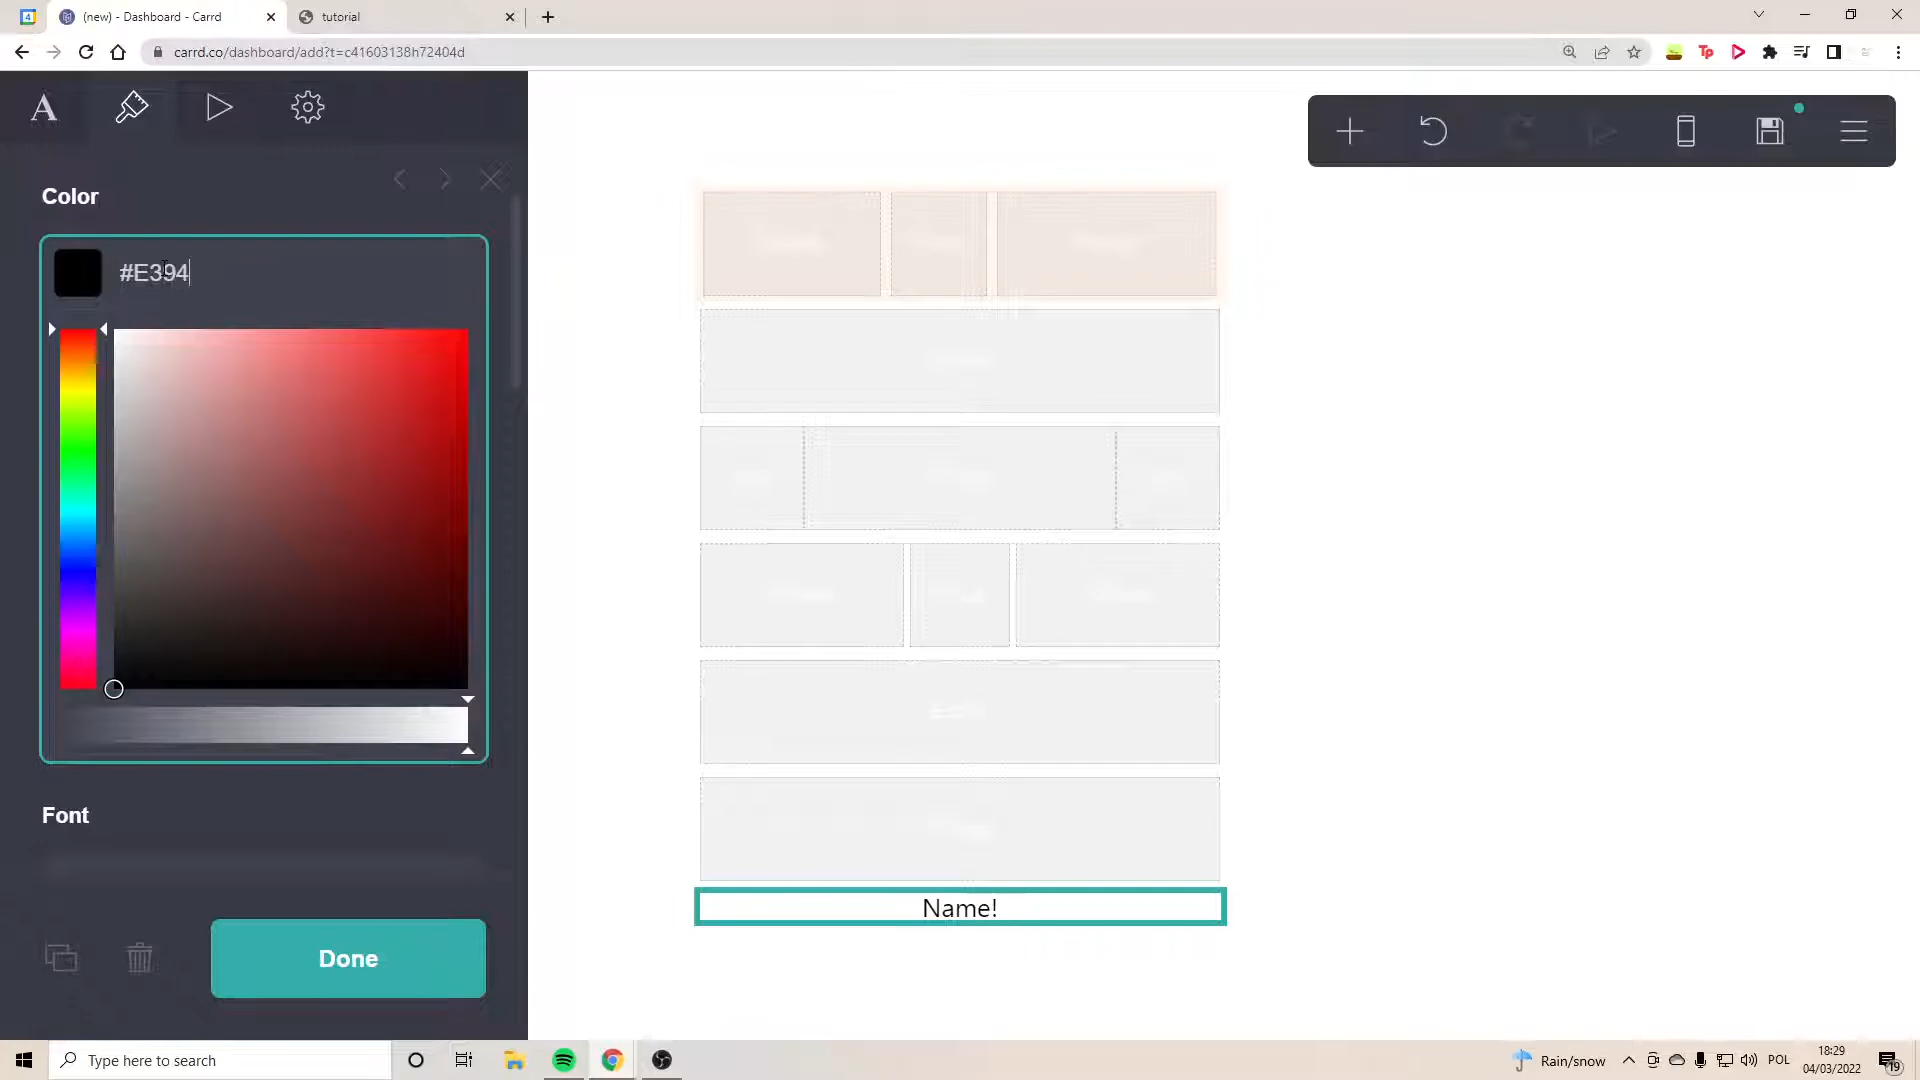 (new) - Dashboard - Carrd
tutorial
carrd.co/dashboard/add?t=c41603138h72404d
Color
#E394
Font
Done
Name!
Type here to search
Rain/snow
POL
18:29
04/03/2022
19